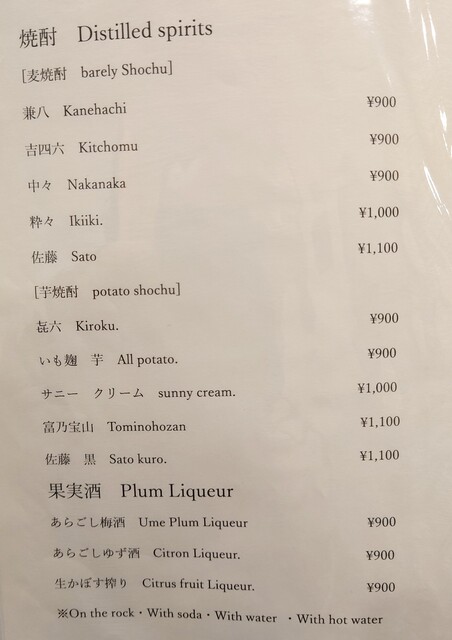 焼酎　Distilled spirits
[麦焼酎　barely Shochu]
兼八　Kanehachi　¥900
吉四六　Kitchomu　¥900
中々　Nakanaka　¥900
粋々　Ikiiki.　¥1,000
佐藤　Sato　¥1,100
[芋焼酎　potato shochu]
㐂六　Kiroku.　¥900
いも麹　芋　All potato.　¥900
サニー　クリーム　sunny cream.　¥1,000
富乃宝山　Tominohozan　¥1,100
佐藤　黒　Sato kuro.　¥1,100
果実酒　Plum Liqueur
あらごし梅酒　Ume Plum Liqueur　¥900
あらごしゆず酒　Citron Liqueur.　¥900
生かぼす搾り　Citrus fruit Liqueur.　¥900
※On the rock・With soda・With water　・With hot water